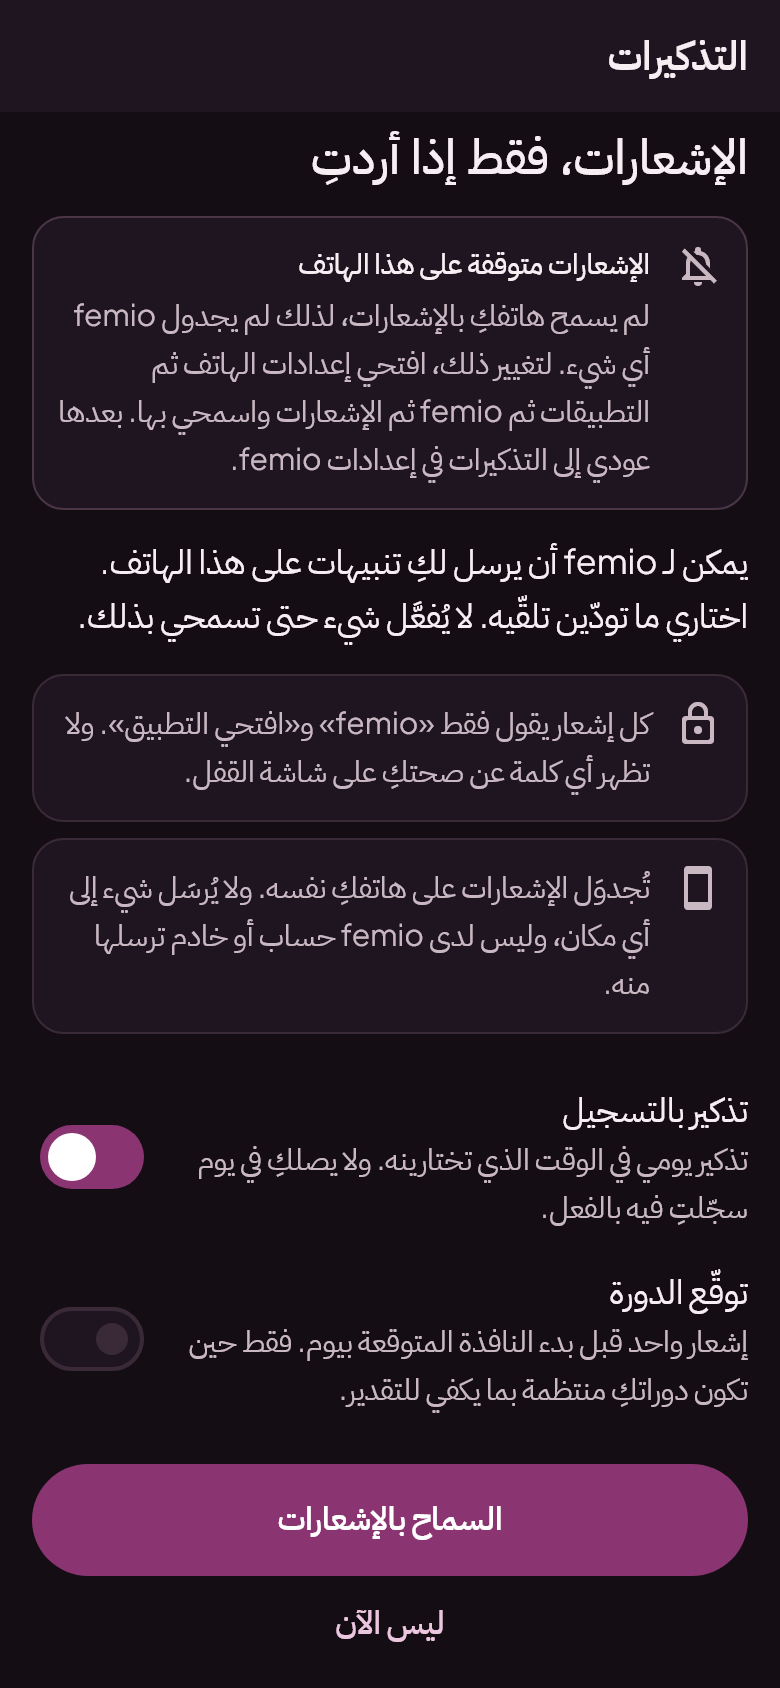 التذكيرات
الإشعارات، فقط إذا أردتِ
الإشعارات متوقفة على هذا الهاتف
لم يسمح هاتفكِ بالإشعارات، لذلك لم يجدول femio
أي شيء. لتغيير ذلك، افتحي إعدادات الهاتف ثم
التطبيقات ثم femio ثم الإشعارات واسمحي بها. بعدها
عودي إلى التذكيرات في إعدادات femio.
يمكن لـ femio أن يرسل لكِ تنبيهات على هذا الهاتف.
اختاري ما تودّين تلقّيه. لا يُفعَّل شيء حتى تسمحي بذلك.
كل إشعار يقول فقط «femio» و«افتحي التطبيق». ولا
تظهر أي كلمة عن صحتكِ على شاشة القفل.
تُجدوَل الإشعارات على هاتفكِ نفسه. ولا يُرسَل شيء إلى
أي مكان، وليس لدى femio حساب أو خادم ترسلها
منه.
تذكير بالتسجيل
تذكير يومي في الوقت الذي تختارينه. ولا يصلكِ في يوم
سجّلتِ فيه بالفعل.
توقّع الدورة
إشعار واحد قبل بدء النافذة المتوقعة بيوم. فقط حين
تكون دوراتكِ منتظمة بما يكفي للتقدير.
السماح بالإشعارات
ليس الآن